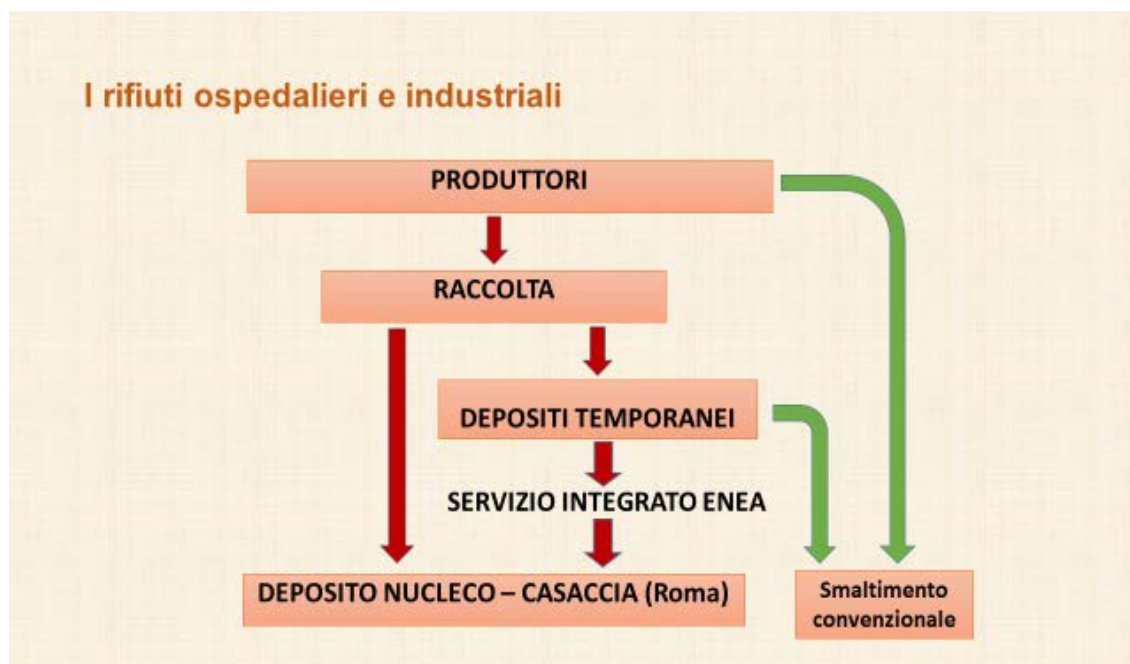 I rifiuti ospedalieri e industriali
PRODUTTORI
RACCOLTA
DEPOSITI TEMPORANEI
SERVIZIO INTEGRATO ENEA
DEPOSITO NUCLECO – CASACCIA (Roma)
Smaltimento
convenzionale